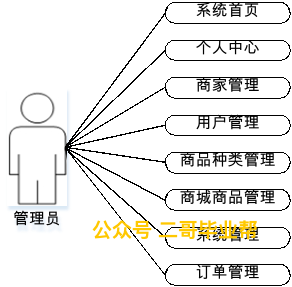 系统首页
个人中心
商家管理
用户管理
商品种类管理
商城商品管理
系统管理
订单管理
管理员
公众号 二哥毕业帮